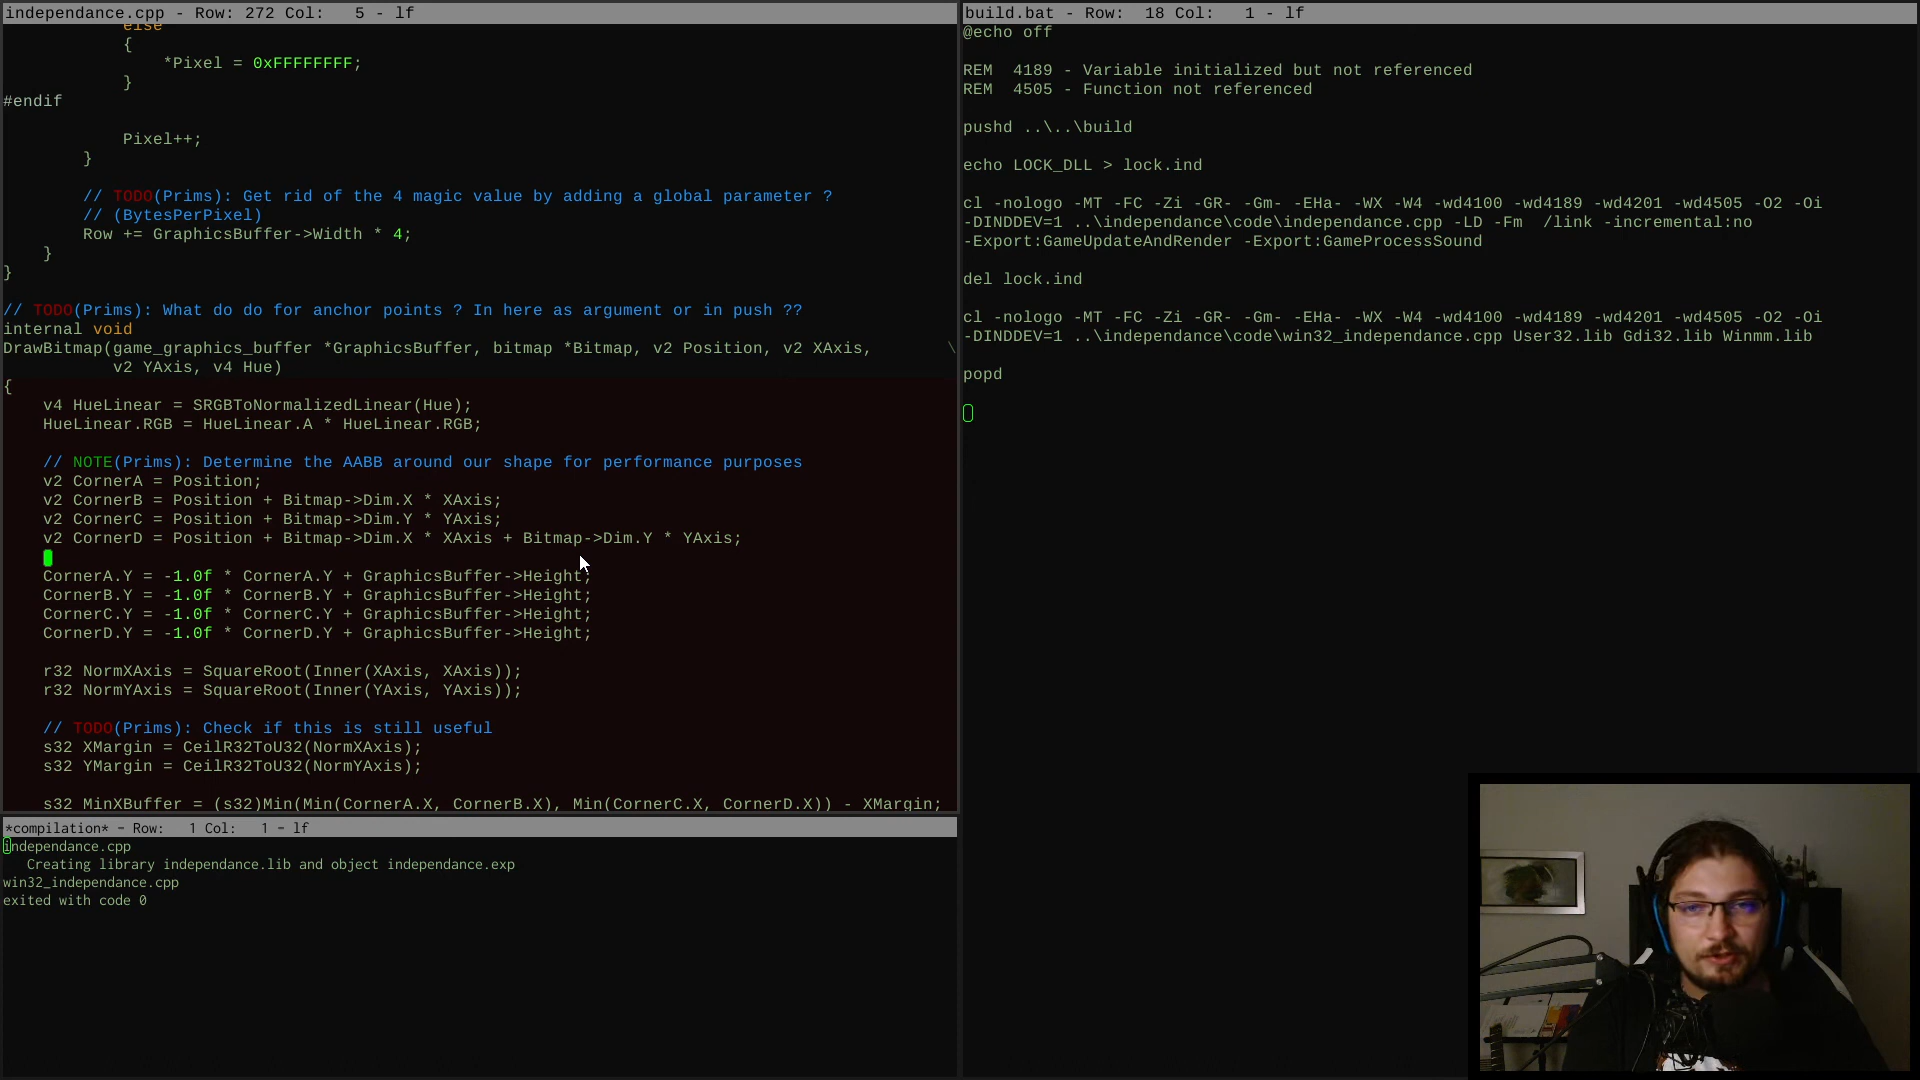 independance.cpp - Row: 272 Col:   5 - lf
else
{
*Pixel = 0xFFFFFFFF;
}
#endif
Pixel++;
}
// TODO(Prims): Get rid of the 4 magic value by adding a global parameter ?
// (BytesPerPixel)
Row += GraphicsBuffer->Width * 4;
}
}
// TODO(Prims): What do do for anchor points ? In here as argument or in push ??
internal void
DrawBitmap(game_graphics_buffer *GraphicsBuffer, bitmap *Bitmap, v2 Position, v2 XAxis, \
v2 YAxis, v4 Hue)
{
v4 HueLinear = SRGBToNormalizedLinear(Hue);
HueLinear.RGB = HueLinear.A * HueLinear.RGB;
// NOTE(Prims): Determine the AABB around our shape for performance purposes
v2 CornerA = Position;
v2 CornerB = Position + Bitmap->Dim.X * XAxis;
v2 CornerC = Position + Bitmap->Dim.Y * YAxis;
v2 CornerD = Position + Bitmap->Dim.X * XAxis + Bitmap->Dim.Y * YAxis;
CornerA.Y = -1.0f * CornerA.Y + GraphicsBuffer->Height;
CornerB.Y = -1.0f * CornerB.Y + GraphicsBuffer->Height;
CornerC.Y = -1.0f * CornerC.Y + GraphicsBuffer->Height;
CornerD.Y = -1.0f * CornerD.Y + GraphicsBuffer->Height;
r32 NormXAxis = SquareRoot(Inner(XAxis, XAxis));
r32 NormYAxis = SquareRoot(Inner(YAxis, YAxis));
// TODO(Prims): Check if this is still useful
s32 XMargin = CeilR32ToU32(NormXAxis);
s32 YMargin = CeilR32ToU32(NormYAxis);
s32 MinXBuffer = (s32)Min(Min(CornerA.X, CornerB.X), Min(CornerC.X, CornerD.X)) - XMargin;
*compilation* - Row:   1 Col:   1 - lf
independance.cpp
Creating library independance.lib and object independance.exp
win32_independance.cpp
exited with code 0
build.bat - Row:  18 Col:   1 - lf
@echo off
REM  4189 - Variable initialized but not referenced
REM  4505 - Function not referenced
pushd ..\..\build
echo LOCK_DLL > lock.ind
cl -nologo -MT -FC -Zi -GR- -Gm- -EHa- -WX -W4 -wd4100 -wd4189 -wd4201 -wd4505 -O2 -Oi
-DINDDEV=1 ..\independance\code\independance.cpp -LD -Fm  /link -incremental:no
-Export:GameUpdateAndRender -Export:GameProcessSound
del lock.ind
cl -nologo -MT -FC -Zi -GR- -Gm- -EHa- -WX -W4 -wd4100 -wd4189 -wd4201 -wd4505 -O2 -Oi
-DINDDEV=1 ..\independance\code\win32_independance.cpp User32.lib Gdi32.lib Winmm.lib
popd